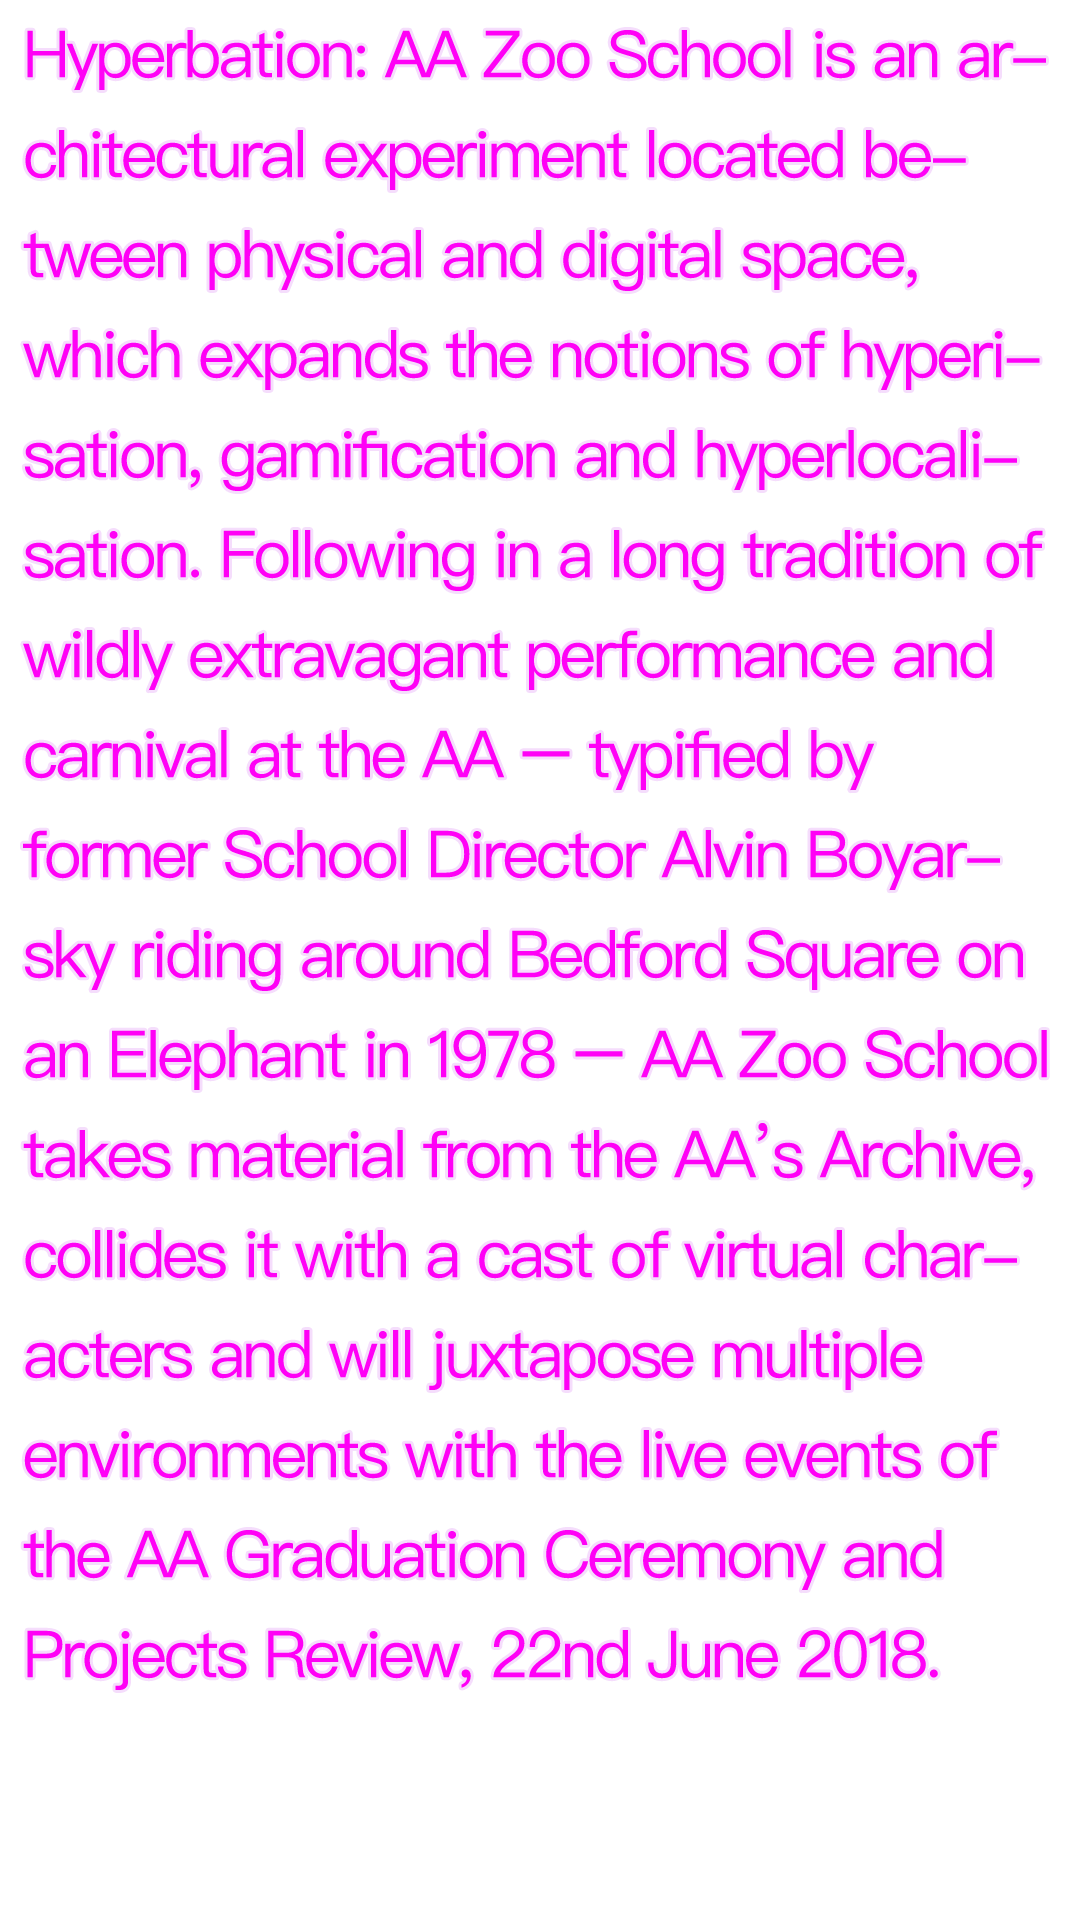 Hyperbation: AA Zoo School is an ar–
chitectural experiment located be–
tween physical and digital space,
which expands the notions of hyperi–
sation, gamification and hyperlocali–
sation. Following in a long tradition of
wildly extravagant performance and
carnival at the AA — typified by
former School Director Alvin Boyar–
sky riding around Bedford Square on
an Elephant in 1978 — AA Zoo School
takes material from the AA’s Archive,
collides it with a cast of virtual char–
acters and will juxtapose multiple
environments with the live events of
the AA Graduation Ceremony and
Projects Review, 22nd June 2018.